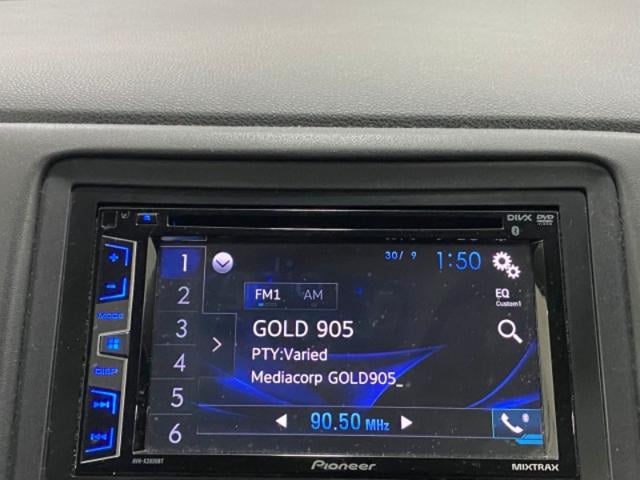 DIVX DVD
+
1
30/ 9 1:50
-
2
FM1 AM
EQ
Custom1
MODE
3
GOLD 905
4
PTY:Varied
DISP
Mediacorp GOLD905_
5
90.50 MHz
6
Pioneer
MIXTRAX